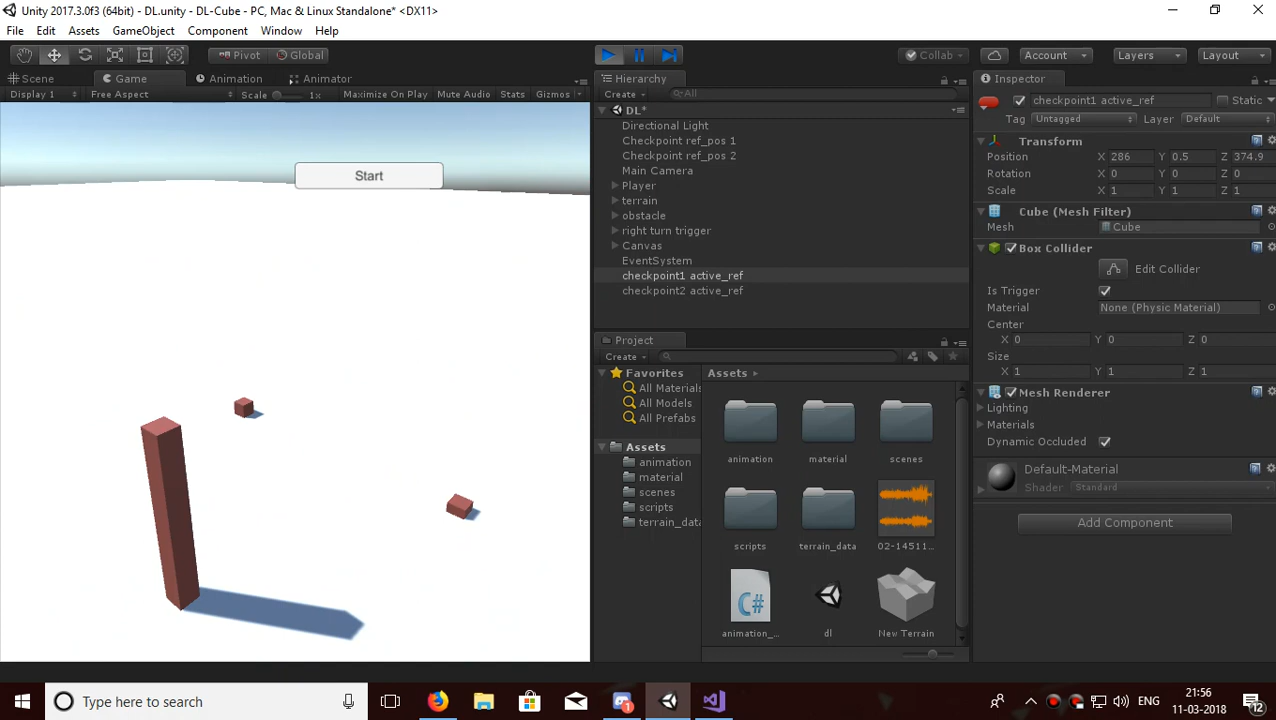 Unity 2017.3.0f3 (64bit) - DL.unity - DL-Cube - PC, Mac & Linux Standalone* <DX11>
File Edit Assets GameObject Component Window Help
Pivot Global Collab Account Layers Layout
Scene Game Animation Animator Hierarchy Inspector
Display 1 Free Aspect Scale 1x Maximize On Play Mute Audio Stats Gizmos Create All
checkpoint1 active_ref Static
Tag Untagged Layer Default
DL*
Directional Light
Checkpoint ref_pos 1
Checkpoint ref_pos 2
Main Camera
Player
terrain
obstacle
right turn trigger
Canvas
EventSystem
checkpoint1 active_ref
checkpoint2 active_ref
Transform
Position X 286 Y 0.5 Z 374.9
Rotation X 0 Y 0 Z 0
Scale X 1 Y 1 Z 1
Cube (Mesh Filter)
Mesh Cube
Box Collider
Edit Collider
Is Trigger
Material None (Physic Material)
Center
X 0 Y 0 Z 0
Size
X 1 Y 1 Z 1
Mesh Renderer
Lighting
Materials
Dynamic Occluded
Default-Material
Shader Standard
Add Component
Start
Project
Create
Favorites
All Materials
All Models
All Prefabs
Assets
animation
material
scenes
scripts
terrain_data
Assets
animation material scenes
scripts terrain_data 02-14511...
C#
animation_... dl New Terrain
Type here to search
1
ENG
21:56
11-03-2018
12